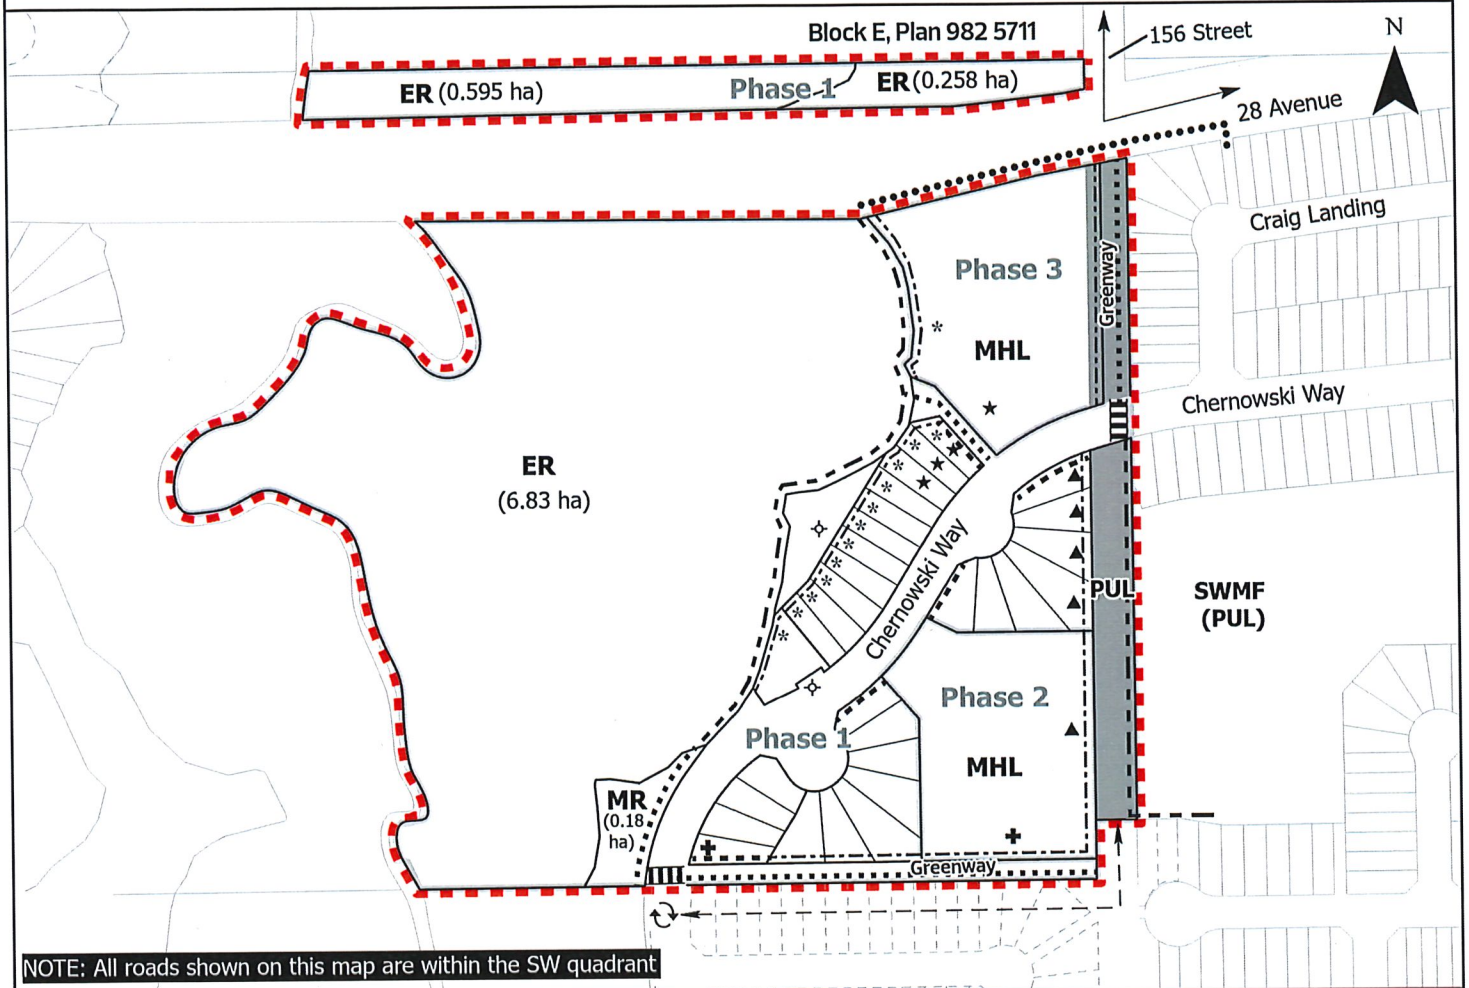 Block E, Plan 982 5711
156 Street
N
ER (0.595 ha)
Phase 1
ER (0.258 ha)
28 Avenue
Craig Landing
Phase 3
Greenway
MHL
Chernowski Way
ER
(6.83 ha)
Chernowski Way
PUL
SWMF
(PUL)
Phase 2
Phase 1
MHL
MR
(0.18
ha)
Greenway
NOTE: All roads shown on this map are within the SW quadrant